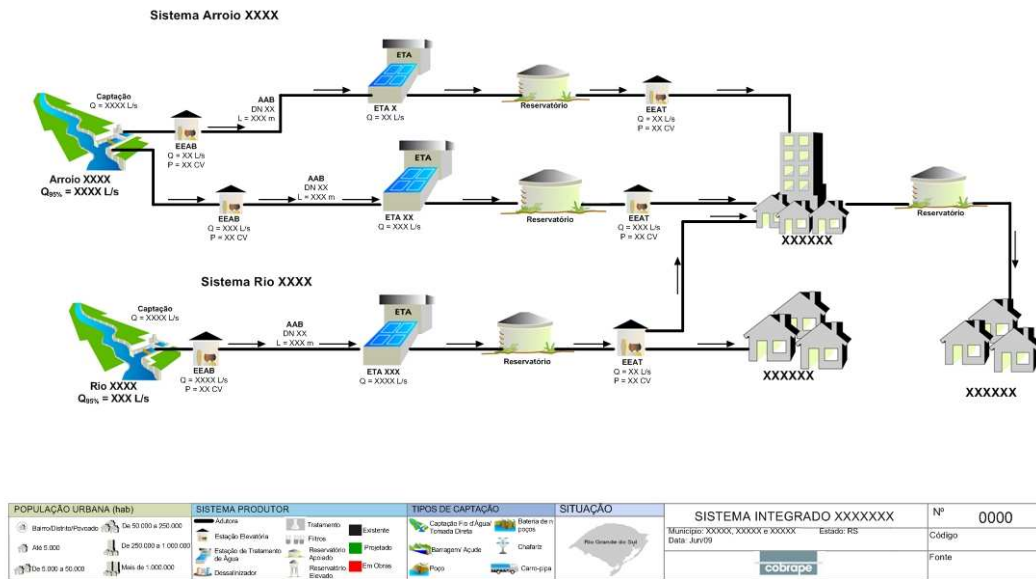 Sistema Arroio XXXX
Captação
Q = XXXX L/s
EEAB
Q = XX L/s
P = XX CV
AAB
DN XX
L = XXX m
ETA
ETA X
Q = XX L/s
Reservatório
EEAT
Q = XX L/s
P = XX CV
Arroio XXXX
Q95% = XXXX L/s
EEAB
Q = XXX L/s
P = XX CV
AAB
DN XX
L = XXX m
ETA
ETA XX
Q = XXX L/s
Reservatório
EEAT
Q = XXX L/s
P = XX CV
XXXXXX
Reservatório
Sistema Rio XXXX
Captação
Q = XXXX L/s
Rio XXXX
Q95% = XXX L/s
EEAB
Q = XXXX L/s
P = XX CV
AAB
DN XX
L = XXX m
ETA
ETA XXX
Q = XXXX L/s
Reservatório
EEAT
Q = XX L/s
P = XX CV
XXXXXX
XXXXXX
POPULAÇÃO URBANA (hab)
Bairro/Distrito/Povoado
De 50.000 a 250.000
Até 5.000
De 250.000 a 1.000.000
De 5.000 a 50.000
Mais de 1.000.000
SISTEMA PRODUTOR
Adutora
Estação Elevatória
Estação de Tratamento
de Água
Dessalinizador
Tratamento
Filtros
Reservatório
Apoiado
Reservatório
Elevado
Existente
Projetado
Em Obras
TIPOS DE CAPTAÇÃO
Captação Fio d'Água/
Tomada Direta
Bateria de n
poços
Barragem/ Açude
Chafariz
Poço
Carro-pipa
SITUAÇÃO
Rio Grande do Sul
SISTEMA INTEGRADO XXXXXXX
Município: XXXXX, XXXXX e XXXXX Estado: RS
Data: Jun/09
cobrape
Nº 0000
Código
Fonte